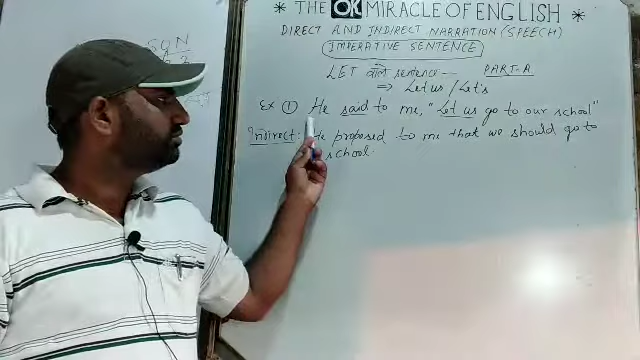 * THE OK MIRACLE OF ENGLISH *
DIRECT AND INDIRECT NARRATION (SPEECH)
IMPERATIVE SENTENCE
LET वाले sentence --- PART-A
⇒ Let us / Let's
SQN
Ex ① He said to me, "Let us go to our school"
Indirect: He proposed to me that we should go to
school.